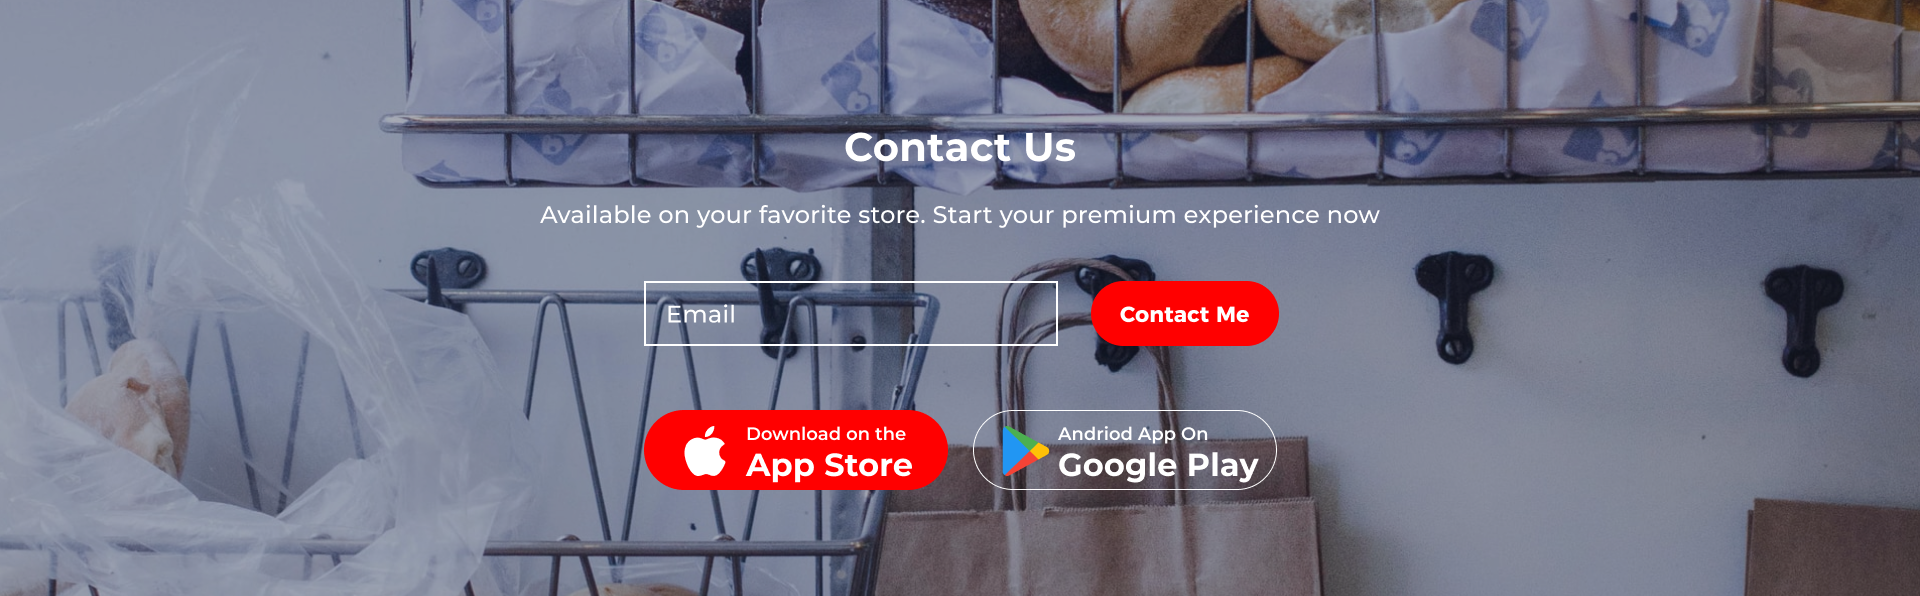 Contact Us
Available on your favorite store. Start your premium experience now
Email
Contact Me
Download on the
App Store
Andriod App On
Google Play